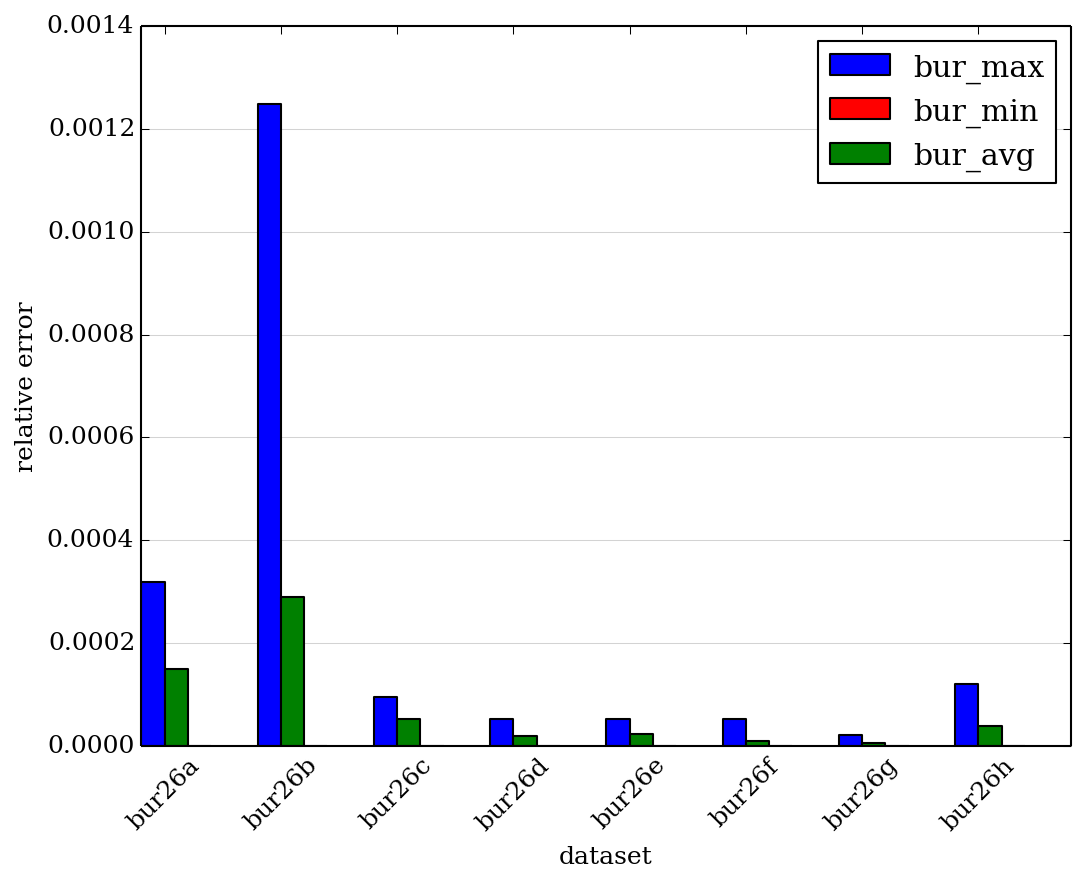 0.0014
0.0012
0.0010
0.0008
0.0006
0.0004
0.0002
0.0000
relative error
bur_max
bur_min
bur_avg
bur26a
bur26b
bur26c
bur26d
bur26e
bur26f
bur26g
bur26h
dataset